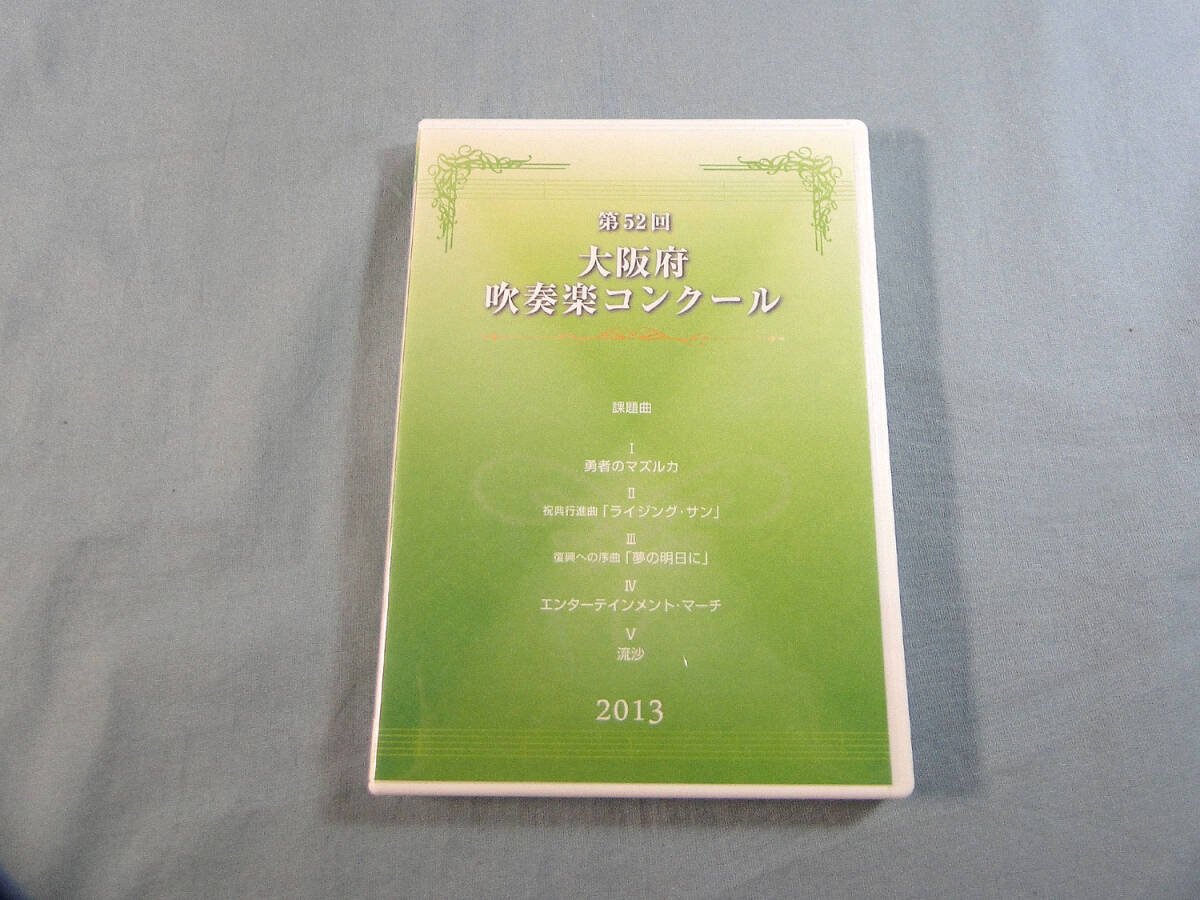 第52回
大阪府
吹奏楽コンクール
課題曲
I
勇者のマズルカ
II
祝典行進曲「ライジング・サン」
III
復興への序曲「夢の明日に」
IV
エンターテインメント・マーチ
V
流沙
2013